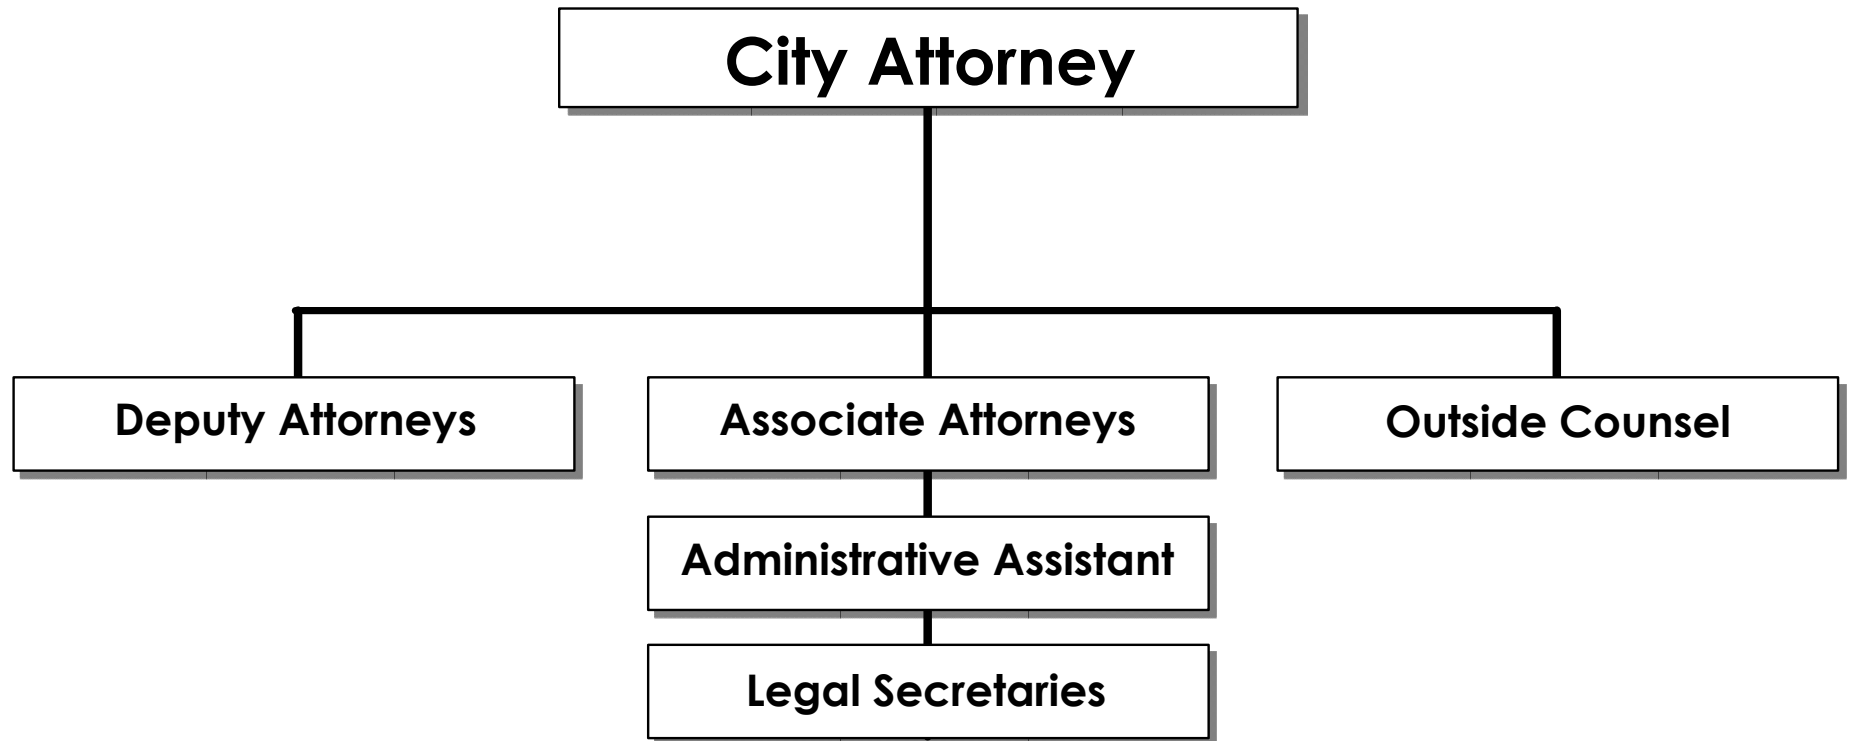 City Attorney
Deputy Attorneys
Associate Attorneys
Outside Counsel
Administrative Assistant
Legal Secretaries